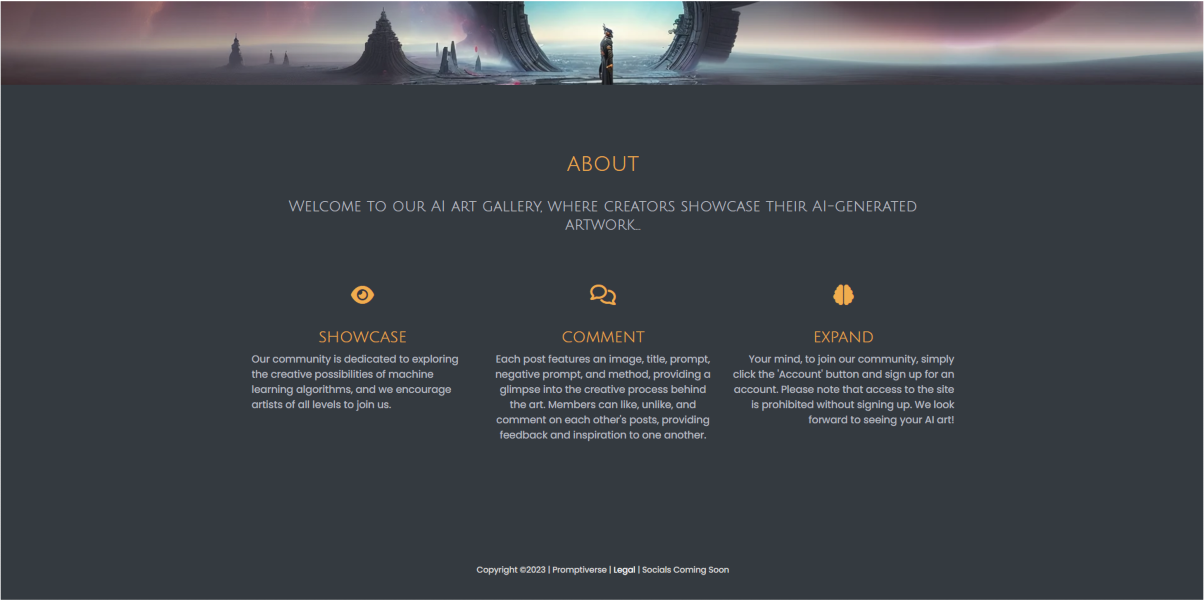 ABOUT
WELCOME TO OUR AI ART GALLERY, WHERE CREATORS SHOWCASE THEIR AI-GENERATED
ARTWORK...
SHOWCASE
Our community is dedicated to exploring
the creative possibilities of machine
learning algorithms, and we encourage
artists of all levels to join us.
COMMENT
Each post features an image, title, prompt,
negative prompt, and method, providing a
glimpse into the creative process behind
the art. Members can like, unlike, and
comment on each other's posts, providing
feedback and inspiration to one another.
EXPAND
Your mind, to join our community, simply
click the 'Account' button and sign up for an
account. Please note that access to the site
is prohibited without signing up. We look
forward to seeing your AI art!
Copyright ©2023 | Promptiverse | Legal | Socials Coming Soon